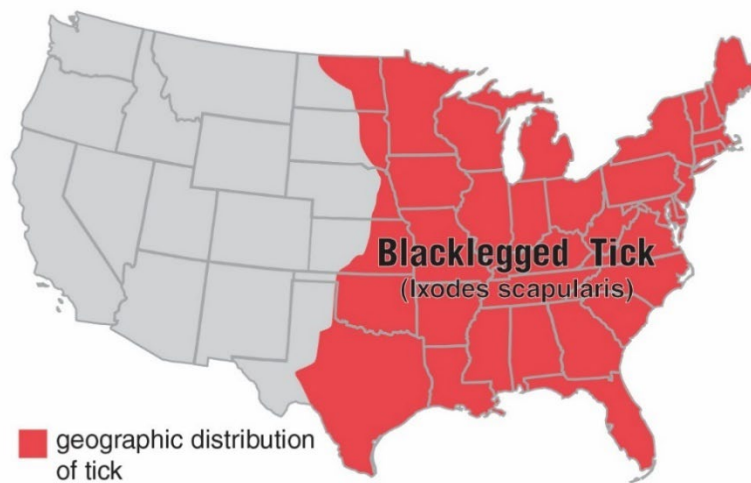 Blacklegged Tick
(Ixodes scapularis)
geographic distribution
of tick